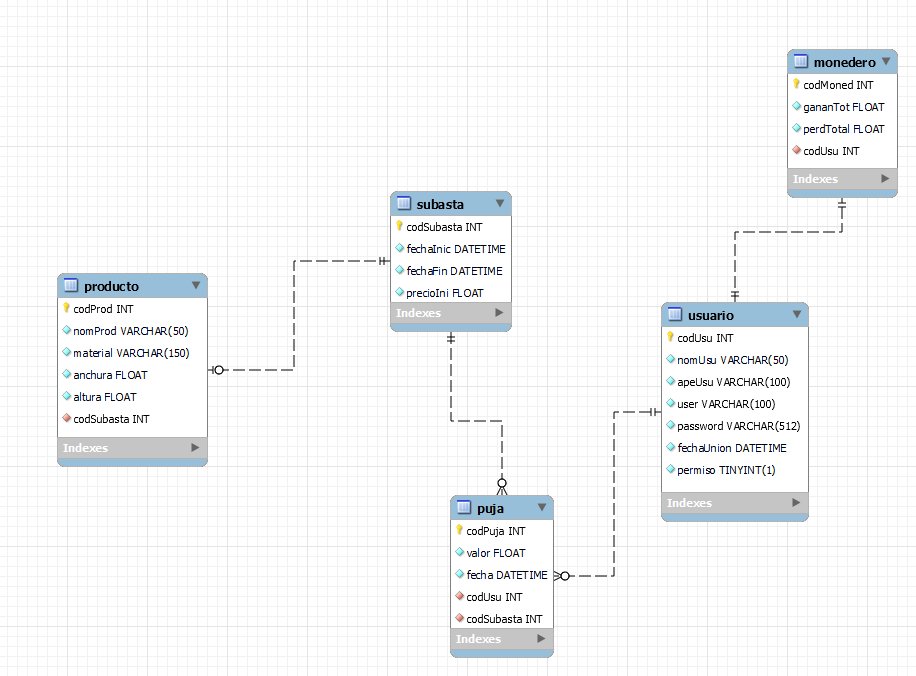 monedero
codMoned INT
gananTot FLOAT
perdTotal FLOAT
codUsu INT
Indexes
subasta
codSubasta INT
fechaInic DATETIME
fechaFin DATETIME
precioIni FLOAT
Indexes
producto
codProd INT
nomProd VARCHAR(50)
material VARCHAR(150)
anchura FLOAT
altura FLOAT
codSubasta INT
Indexes
usuario
codUsu INT
nomUsu VARCHAR(50)
apeUsu VARCHAR(100)
user VARCHAR(100)
password VARCHAR(512)
fechaUnion DATETIME
permiso TINYINT(1)
Indexes
puja
codPuja INT
valor FLOAT
fecha DATETIME
codUsu INT
codSubasta INT
Indexes